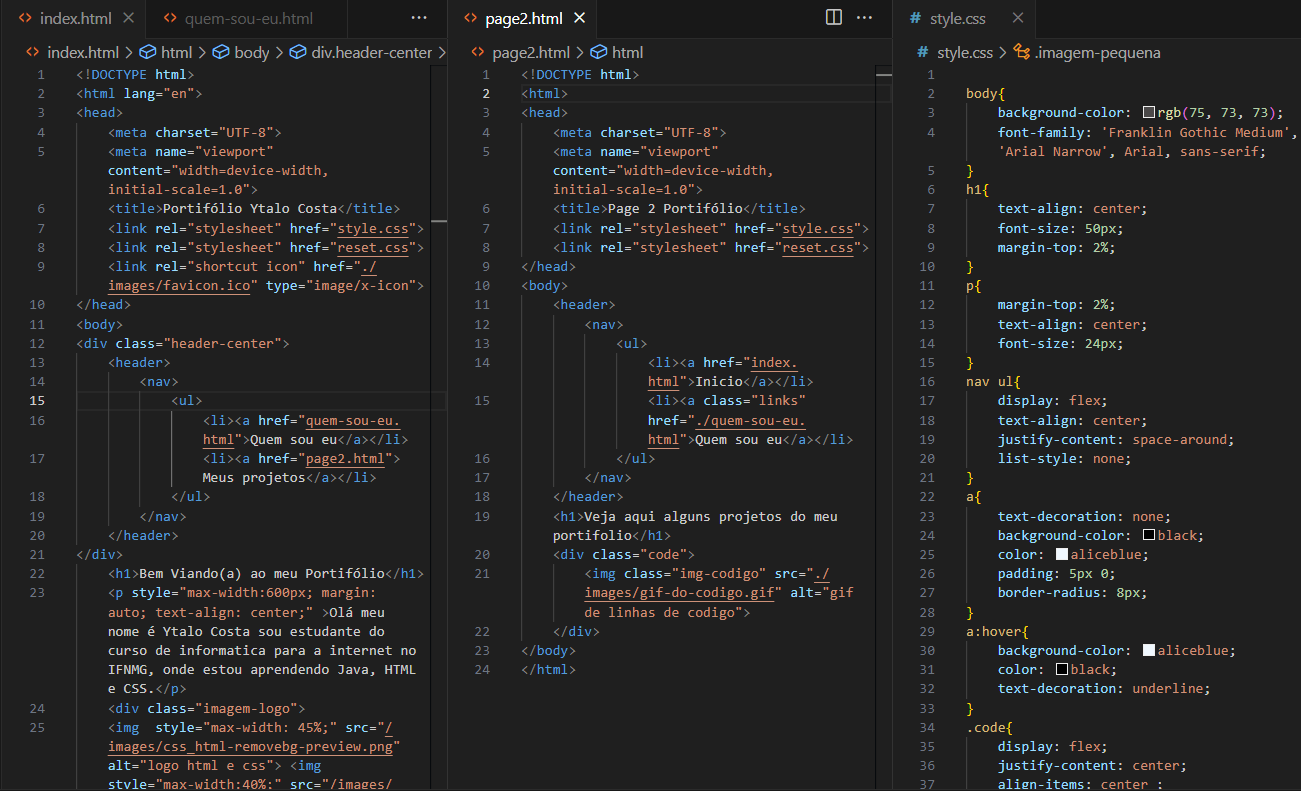 index.html
quem-sou-eu.html
index.html > html > body > div.header-center >
1 <!DOCTYPE html>
2 <html lang="en">
3 <head>
4 <meta charset="UTF-8">
5 <meta name="viewport"
content="width=device-width,
initial-scale=1.0">
6 <title>Portifólio Ytalo Costa</title>
7 <link rel="stylesheet" href="style.css">
8 <link rel="stylesheet" href="reset.css">
9 <link rel="shortcut icon" href="./
images/favicon.ico" type="image/x-icon">
10 </head>
11 <body>
12 <div class="header-center">
13 <header>
14 <nav>
15 <ul>
16 <li><a href="quem-sou-eu.
html">Quem sou eu</a></li>
17 <li><a href="page2.html">
Meus projetos</a></li>
18 </ul>
19 </nav>
20 </header>
21 </div>
22 <h1>Bem Viando(a) ao meu Portifólio</h1>
23 <p style="max-width:600px; margin:
auto; text-align: center;" >Olá meu
nome é Ytalo Costa sou estudante do
curso de informatica para a internet no
IFNMG, onde estou aprendendo Java, HTML
e CSS.</p>
24 <div class="imagem-logo">
25 <img  style="max-width: 45%;" src="/
images/css_html-removebg-preview.png"
alt="logo html e css"> <img
style="max-width:40%;" src="/images/
page2.html
page2.html > html
1 <!DOCTYPE html>
2 <html>
3 <head>
4 <meta charset="UTF-8">
5 <meta name="viewport"
content="width=device-width,
initial-scale=1.0">
6 <title>Page 2 Portifólio</title>
7 <link rel="stylesheet" href="style.css">
8 <link rel="stylesheet" href="reset.css">
9 </head>
10 <body>
11 <header>
12 <nav>
13 <ul>
14 <li><a href="index.
html">Inicio</a></li>
15 <li><a class="links"
href="./quem-sou-eu.
html">Quem sou eu</a></li>
16 </ul>
17 </nav>
18 </header>
19 <h1>Veja aqui alguns projetos do meu
portifolio</h1>
20 <div class="code">
21 <img class="img-codigo" src="./
images/gif-do-codigo.gif" alt="gif
de linhas de codigo">
22 </div>
23 </body>
24 </html>
# style.css
# style.css > .imagem-pequena
1
2 body{
3 background-color: rgb(75, 73, 73);
4 font-family: 'Franklin Gothic Medium',
'Arial Narrow', Arial, sans-serif;
5 }
6 h1{
7 text-align: center;
8 font-size: 50px;
9 margin-top: 2%;
10 }
11 p{
12 margin-top: 2%;
13 text-align: center;
14 font-size: 24px;
15 }
16 nav ul{
17 display: flex;
18 text-align: center;
19 justify-content: space-around;
20 list-style: none;
21 }
22 a{
23 text-decoration: none;
24 background-color: black;
25 color: aliceblue;
26 padding: 5px 0;
27 border-radius: 8px;
28 }
29 a:hover{
30 background-color: aliceblue;
31 color: black;
32 text-decoration: underline;
33 }
34 .code{
35 display: flex;
36 justify-content: center;
37 align-items: center ;